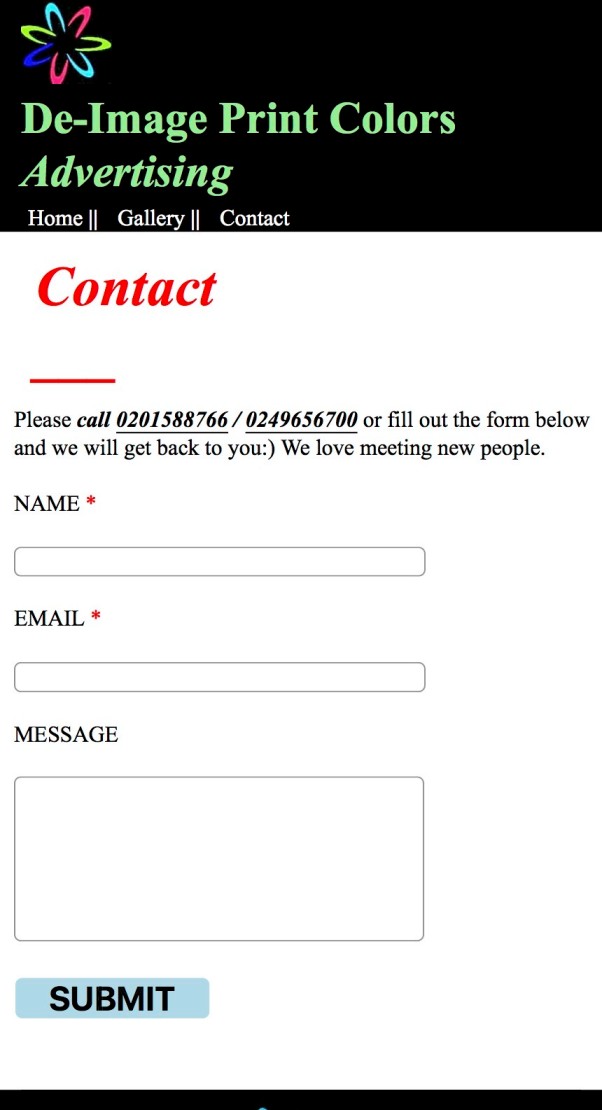 De-Image Print Colors
Advertising
Home || Gallery || Contact
Contact
Please call 0201588766 / 0249656700 or fill out the form below
and we will get back to you:) We love meeting new people.
NAME *
EMAIL *
MESSAGE
SUBMIT